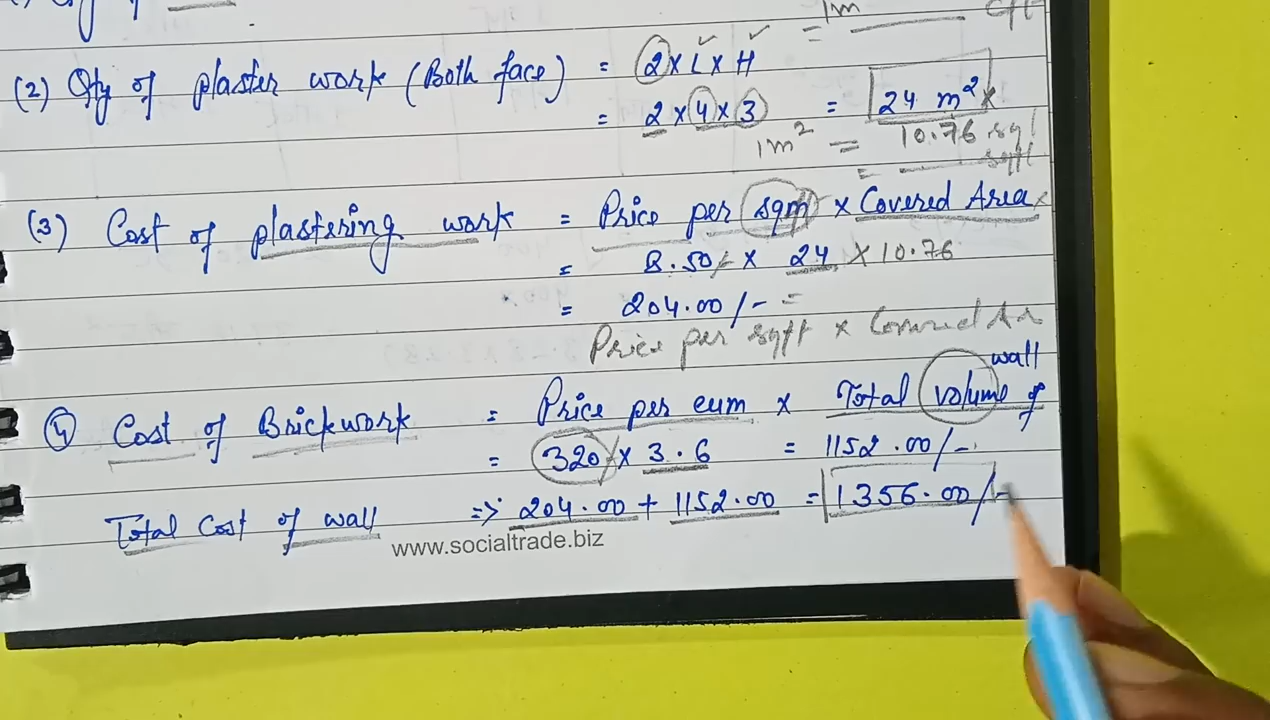 1m = cft
(2) Qty of plaster work (Both face) = 2 x L x H
= 2 x 4 x 3 = 24 m² x
1m² = 10.76 sqf
= sqft
(3) Cost of plastering work = Price per sqm x Covered Area x
= 8.50/- x 24 x 10.76
= 204.00/- =
Price per sqft x Covered
wall
(4) Cost of Brickwork = Price per cum x Total volume of
= 320/- x 3.6 = 1152.00/-
Total Cost of wall => 204.00 + 1152.00 = 1356.00/-
www.socialtrade.biz